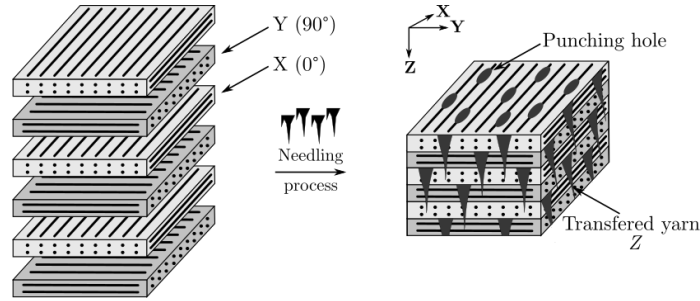 Y (90°)
X (0°)
Needling
process
X
Y
Z
Punching hole
Transfered yarn
Z